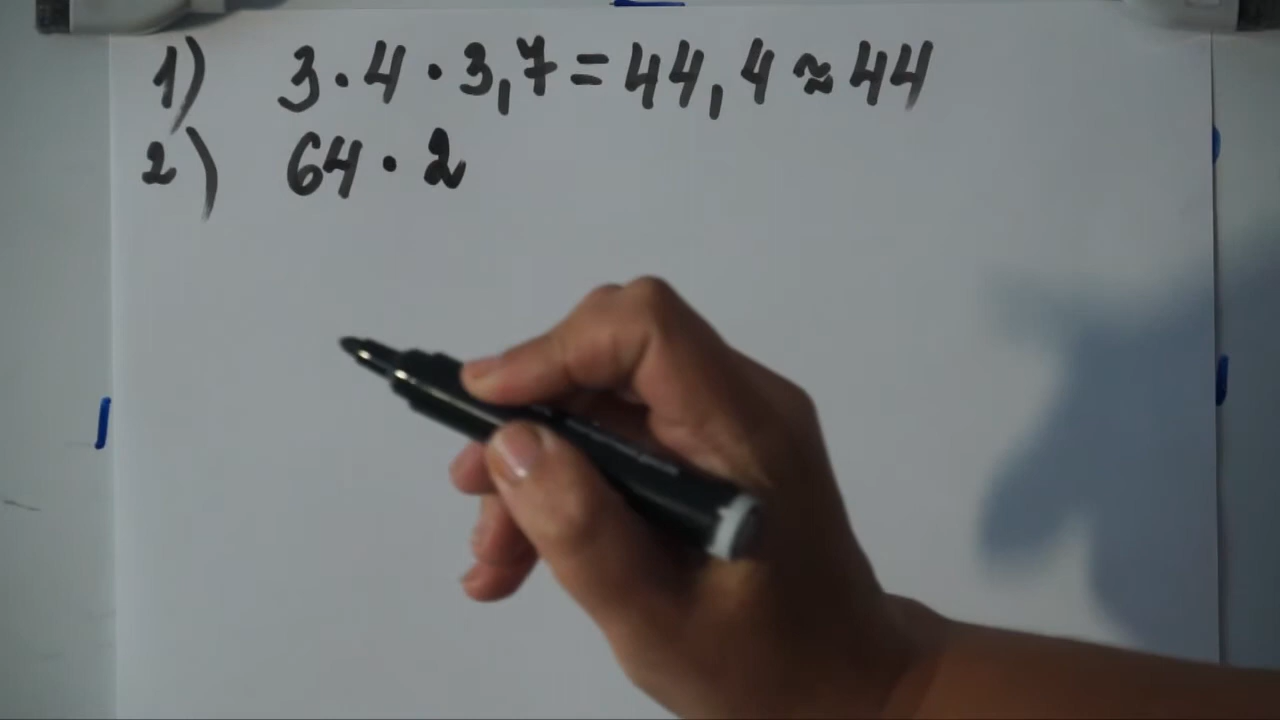 1) 3 · 4 · 3,7 = 44,4 ≈ 44
2) 64 · 2